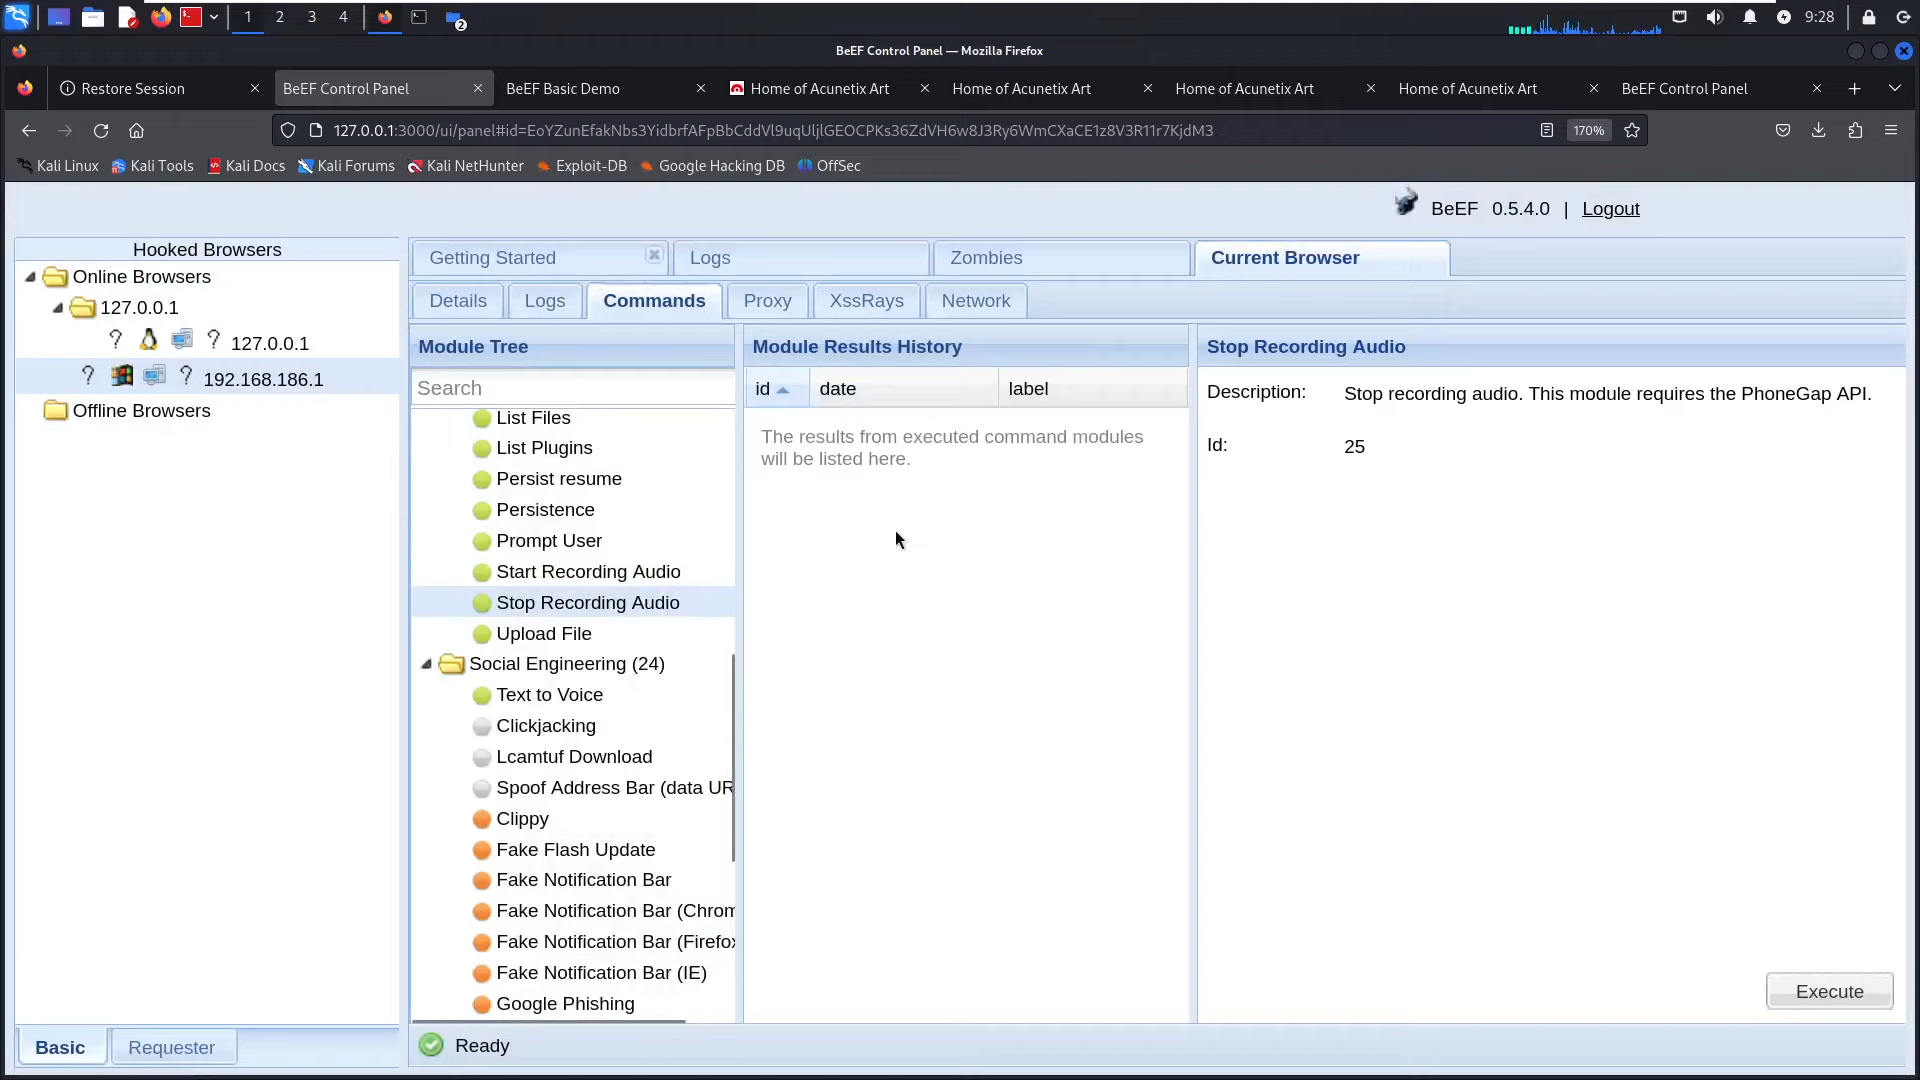 1 2 3 4 2 9:28
BeEF Control Panel — Mozilla Firefox
Restore Session BeEF Control Panel BeEF Basic Demo Home of Acunetix Art Home of Acunetix Art Home of Acunetix Art Home of Acunetix Art BeEF Control Panel
127.0.0.1:3000/ui/panel#id=EoYZunEfakNbs3YidbrfAFpBbCddVl9uqUljlGEOCPKs36ZdVH6w8J3Ry6WmCXaCE1z8V3R11r7KjdM3 170%
Kali Linux Kali Tools Kali Docs Kali Forums Kali NetHunter Exploit-DB Google Hacking DB OffSec
BeEF 0.5.4.0 | Logout
Hooked Browsers
Online Browsers
127.0.0.1
? ? 127.0.0.1
? ? 192.168.186.1
Offline Browsers
Basic Requester
Getting Started Logs Zombies Current Browser
Details Logs Commands Proxy XssRays Network
Module Tree
Search
List Files
List Plugins
Persist resume
Persistence
Prompt User
Start Recording Audio
Stop Recording Audio
Upload File
Social Engineering (24)
Text to Voice
Clickjacking
Lcamtuf Download
Spoof Address Bar (data UR
Clippy
Fake Flash Update
Fake Notification Bar
Fake Notification Bar (Chrom
Fake Notification Bar (Firefox
Fake Notification Bar (IE)
Google Phishing
Module Results History
id date label
The results from executed command modules
will be listed here.
Stop Recording Audio
Description: Stop recording audio. This module requires the PhoneGap API.
Id: 25
Execute
Ready